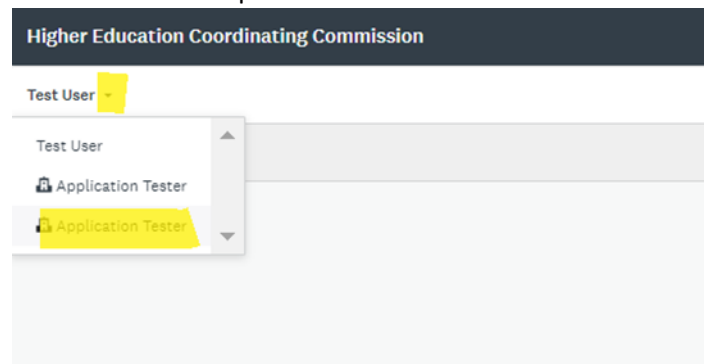 Higher Education Coordinating Commission
Test User
Test User
Application Tester
Application Tester